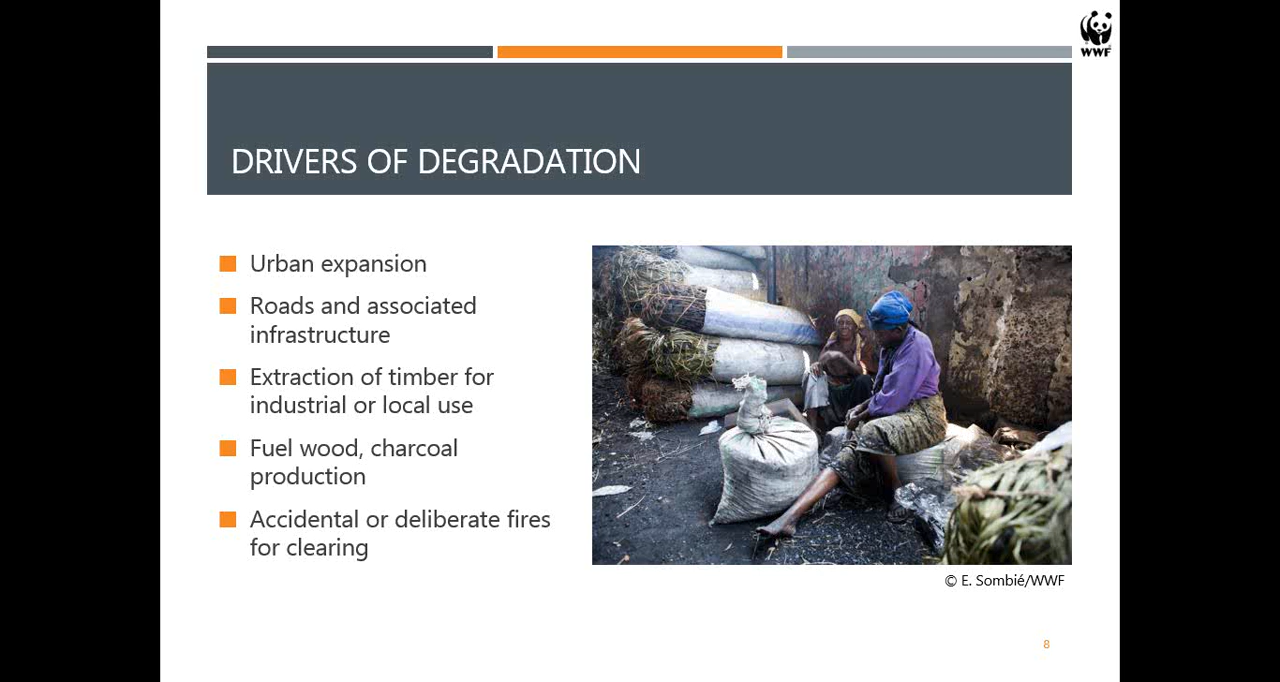 WWF
DRIVERS OF DEGRADATION
Urban expansion
Roads and associated
infrastructure
Extraction of timber for
industrial or local use
Fuel wood, charcoal
production
Accidental or deliberate fires
for clearing
© E. Sombié/WWF
8